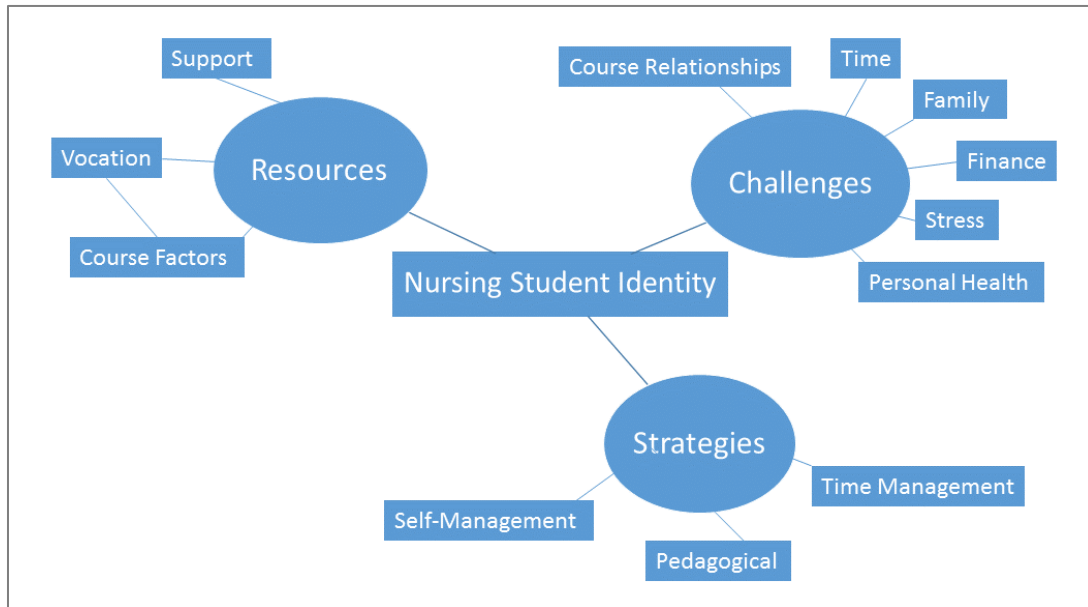 Support
Vocation
Course Factors
Resources
Course Relationships
Time
Family
Finance
Stress
Personal Health
Challenges
Nursing Student Identity
Strategies
Self-Management
Pedagogical
Time Management